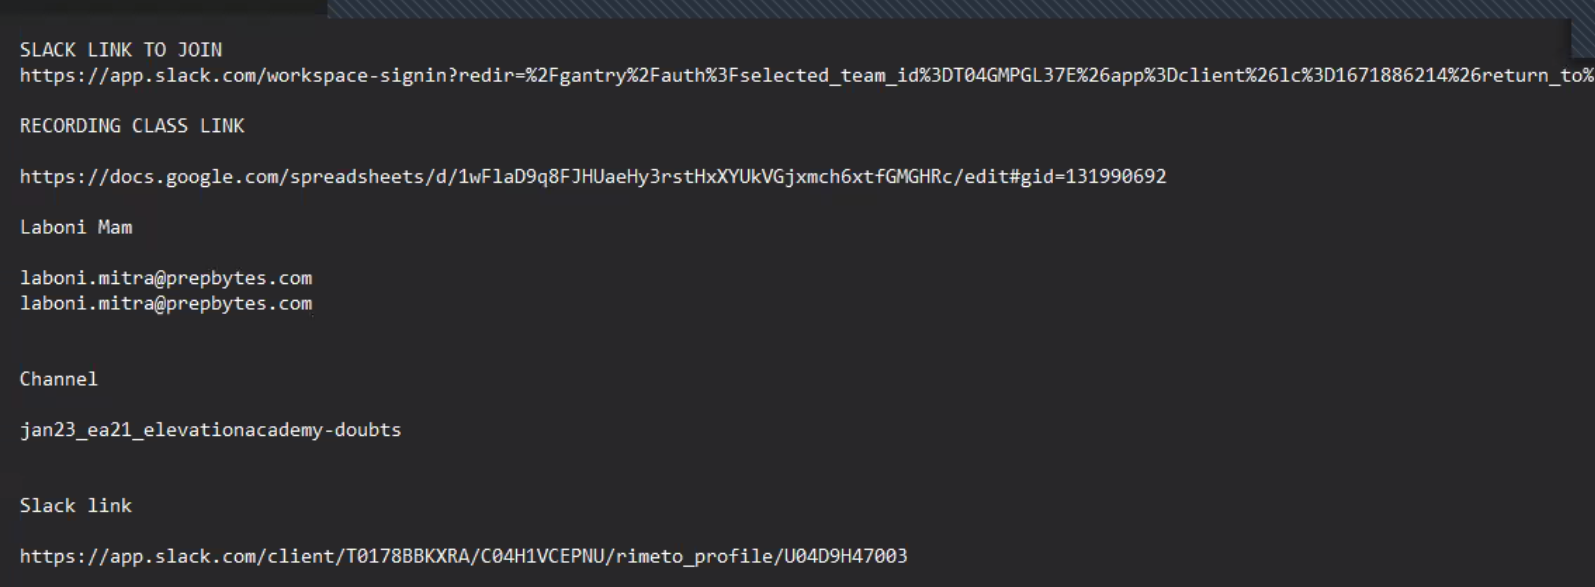 SLACK LINK TO JOIN
https://app.slack.com/workspace-signin?redir=%2Fgantry%2Fauth%3Fselected_team_id%3DT04GMPGL37E%26app%3Dclient%26lc%3D1671886214%26return_to%
RECORDING CLASS LINK
https://docs.google.com/spreadsheets/d/1wFlaD9q8FJHUaeHy3rstHxXYUkVGjxmch6xtfGMGHRc/edit#gid=131990692
Laboni Mam
laboni.mitra@prepbytes.com
laboni.mitra@prepbytes.com
Channel
jan23_ea21_elevationacademy-doubts
Slack link
https://app.slack.com/client/T0178BBKXRA/C04H1VCEPNU/rimeto_profile/U04D9H47003